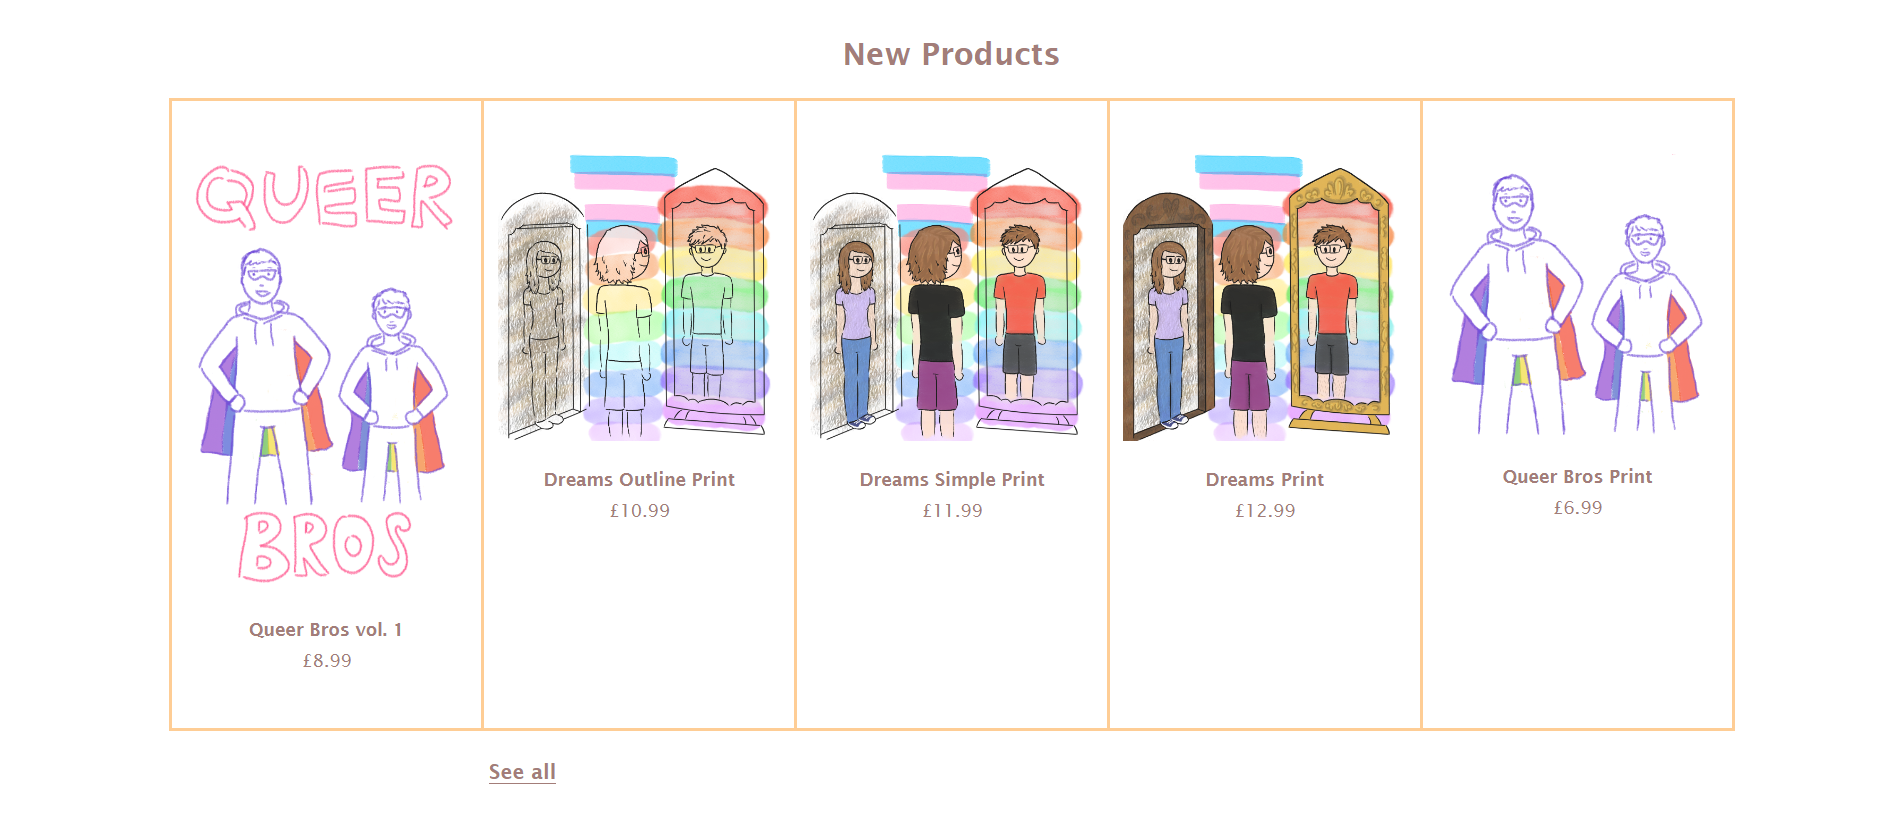 New Products
QUEER
BROS
Queer Bros vol. 1
£8.99
Dreams Outline Print
£10.99
Dreams Simple Print
£11.99
Dreams Print
£12.99
Queer Bros Print
£6.99
See all